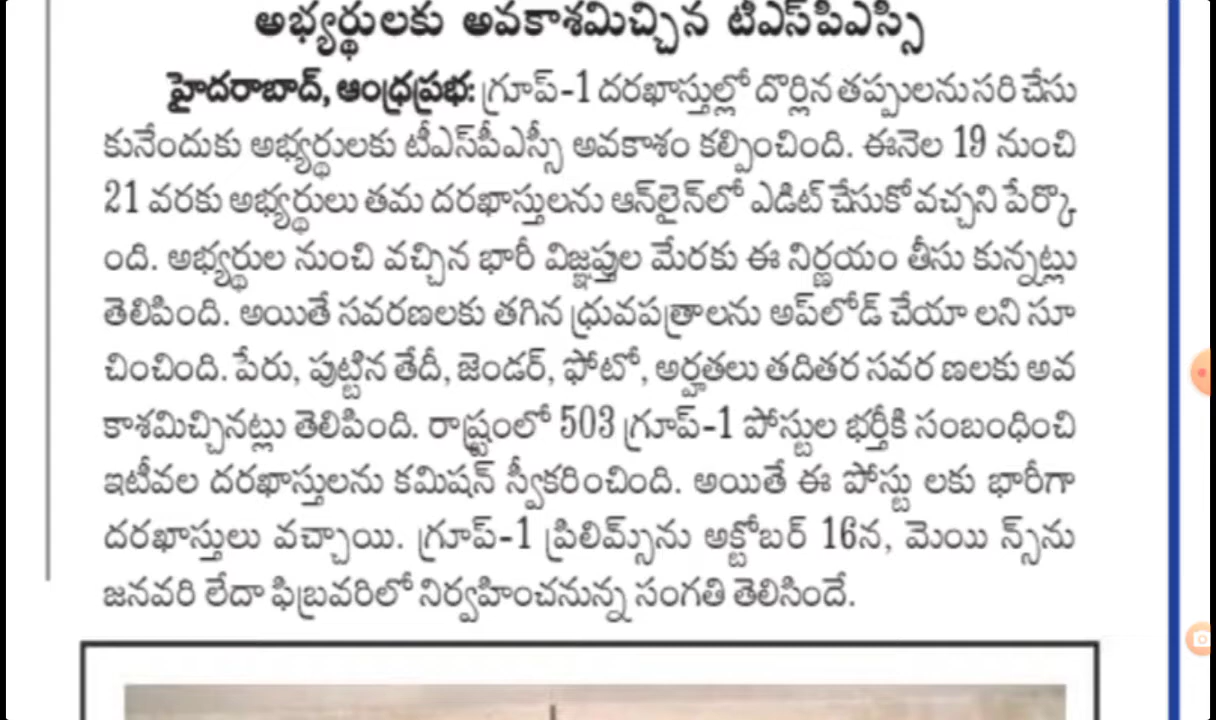 అభ్యర్థులకు అవకాశమిచ్చిన టీఎస్‌పీఎస్సీ
హైదరాబాద్, ఆంధ్రప్రభ: గ్రూప్-1 దరఖాస్తుల్లో దొర్లిన తప్పులను సరి చేసు
కునేందుకు అభ్యర్థులకు టీఎస్‌పీఎస్సీ అవకాశం కల్పించింది. ఈనెల 19 నుంచి
21 వరకు అభ్యర్థులు తమ దరఖాస్తులను ఆన్‌లైన్‌లో ఎడిట్ చేసుకోవచ్చని పేర్కొ
ంది. అభ్యర్థుల నుంచి వచ్చిన భారీ విజ్ఞప్తుల మేరకు ఈ నిర్ణయం తీసు కున్నట్లు
తెలిపింది. అయితే సవరణలకు తగిన ధ్రువపత్రాలను అప్‌లోడ్ చేయా లని సూ
చించింది. పేరు, పుట్టిన తేదీ, జెండర్, ఫోటో, అర్హతలు తదితర సవర ణలకు అవ
కాశమిచ్చినట్లు తెలిపింది. రాష్ట్రంలో 503 గ్రూప్-1 పోస్టుల భర్తీకి సంబంధించి
ఇటీవల దరఖాస్తులను కమిషన్ స్వీకరించింది. అయితే ఈ పోస్టు లకు భారీగా
దరఖాస్తులు వచ్చాయి. గ్రూప్-1 ప్రిలిమ్స్‌ను అక్టోబర్ 16న, మెయి న్స్‌ను
జనవరి లేదా ఫిబ్రవరిలో నిర్వహించనున్న సంగతి తెలిసిందే.